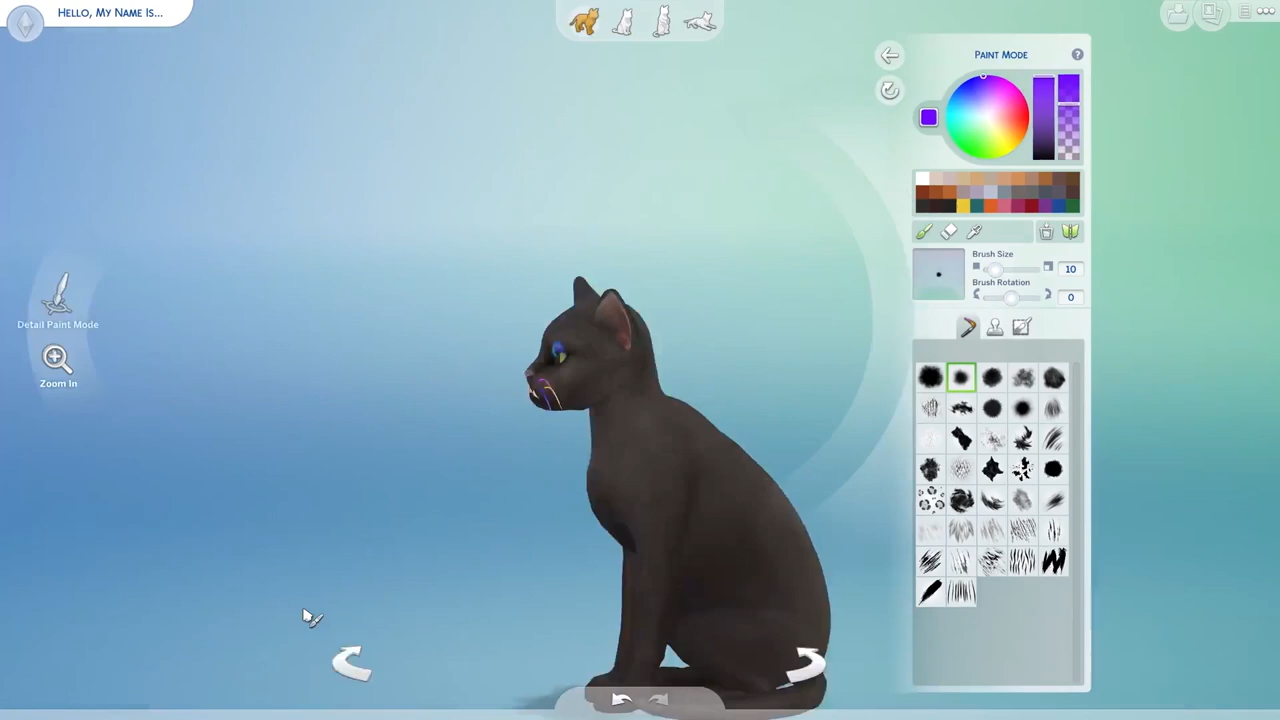 Hello, My Name Is...
Paint Mode
?
Brush Size
10
Brush Rotation
0
Detail Paint Mode
Zoom In